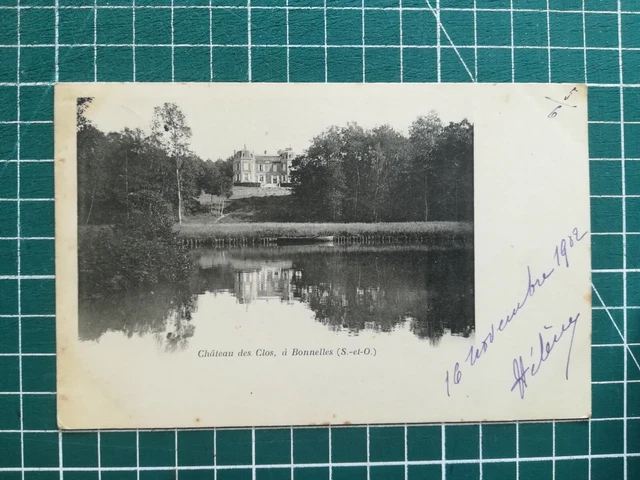 Château des Clos, à Bonnelles (S.-et-O.)
16 novembre 1902
Hélène